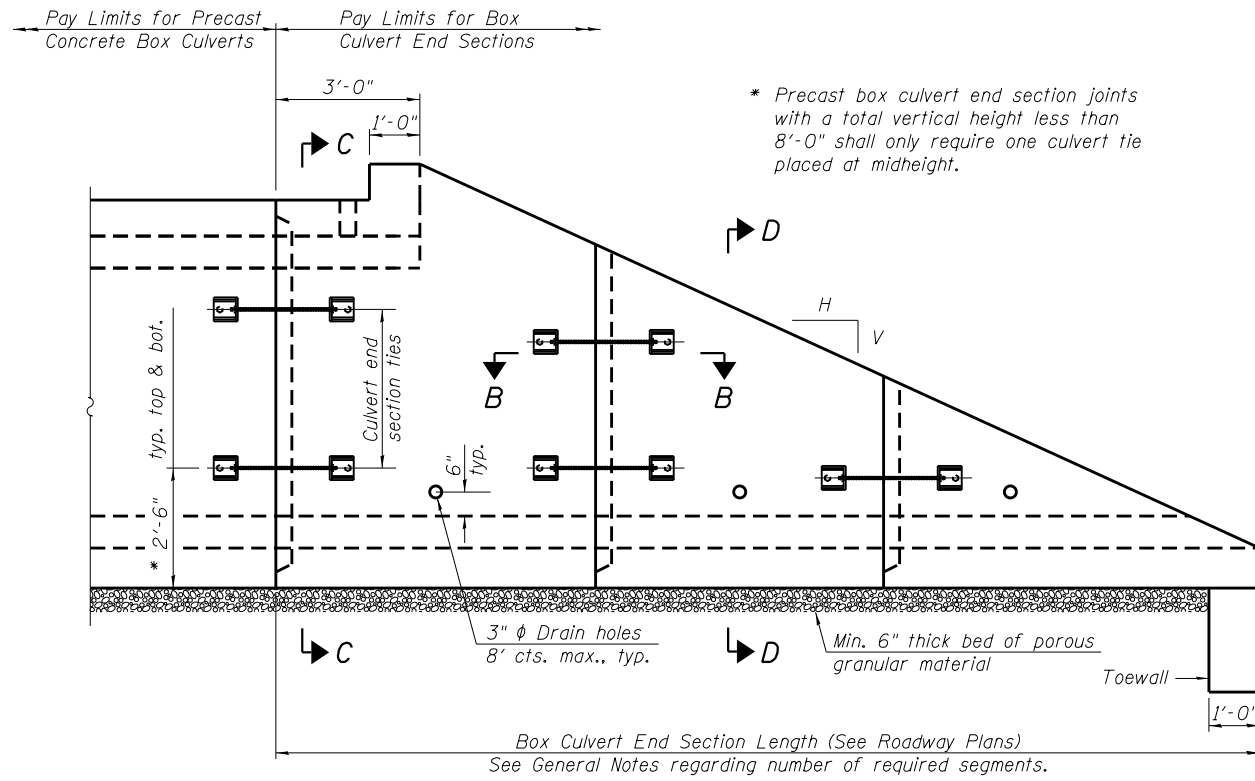 Pay Limits for Precast
Concrete Box Culverts
Pay Limits for Box
Culvert End Sections
3'-0"
1'-0"
* Precast box culvert end section joints
with a total vertical height less than
8'-0" shall only require one culvert tie
placed at midheight.
C
D
H
V
typ. top & bot.
* 2'-6"
Culvert end
section ties
B
B
6"
typ.
C
3" ϕ Drain holes
8' cts. max., typ.
D
Min. 6" thick bed of porous
granular material
Toewall
1'-0"
Box Culvert End Section Length (See Roadway Plans)
See General Notes regarding number of required segments.